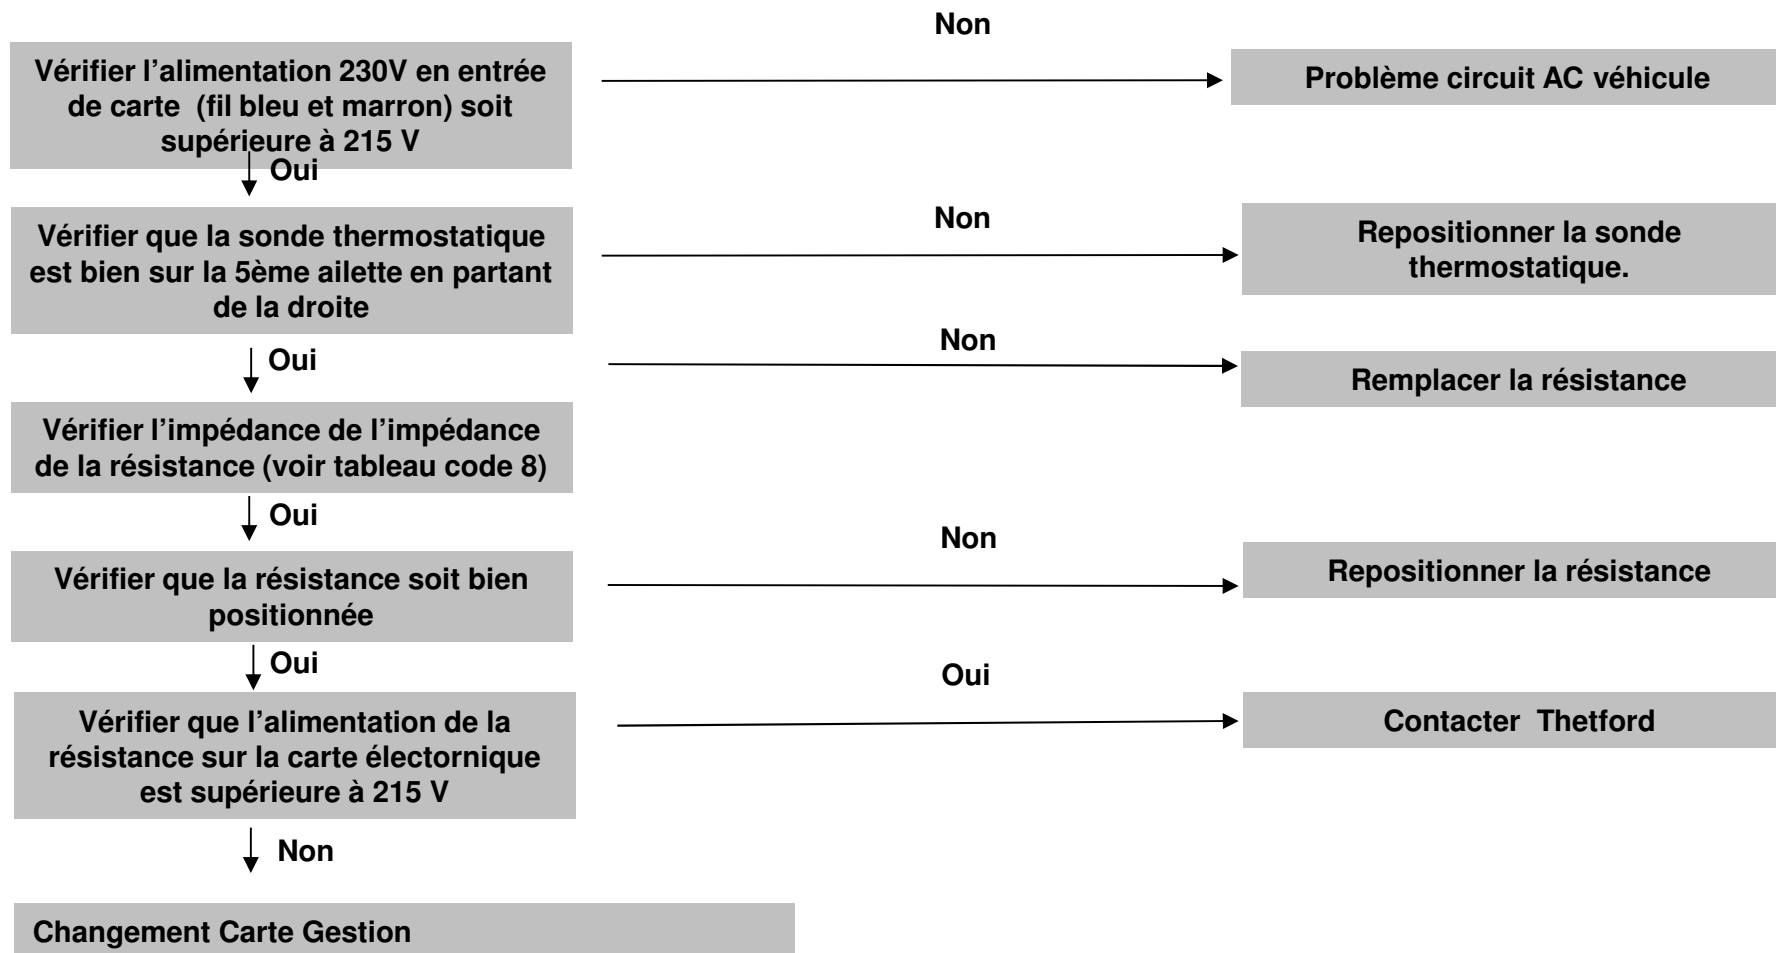 Non
Vérifier l’alimentation 230V en entrée
de carte (fil bleu et marron) soit
supérieure à 215 V
Problème circuit AC véhicule
Oui
Vérifier que la sonde thermostatique
est bien sur la 5ème ailette en partant
de la droite
Non
Repositionner la sonde
thermostatique.
Oui
Non
Remplacer la résistance
Vérifier l’impédance de l’impédance
de la résistance (voir tableau code 8)
Oui
Vérifier que la résistance soit bien
positionnée
Non
Repositionner la résistance
Oui
Vérifier que l’alimentation de la
résistance sur la carte électornique
est supérieure à 215 V
Oui
Contacter Thetford
Non
Changement Carte Gestion